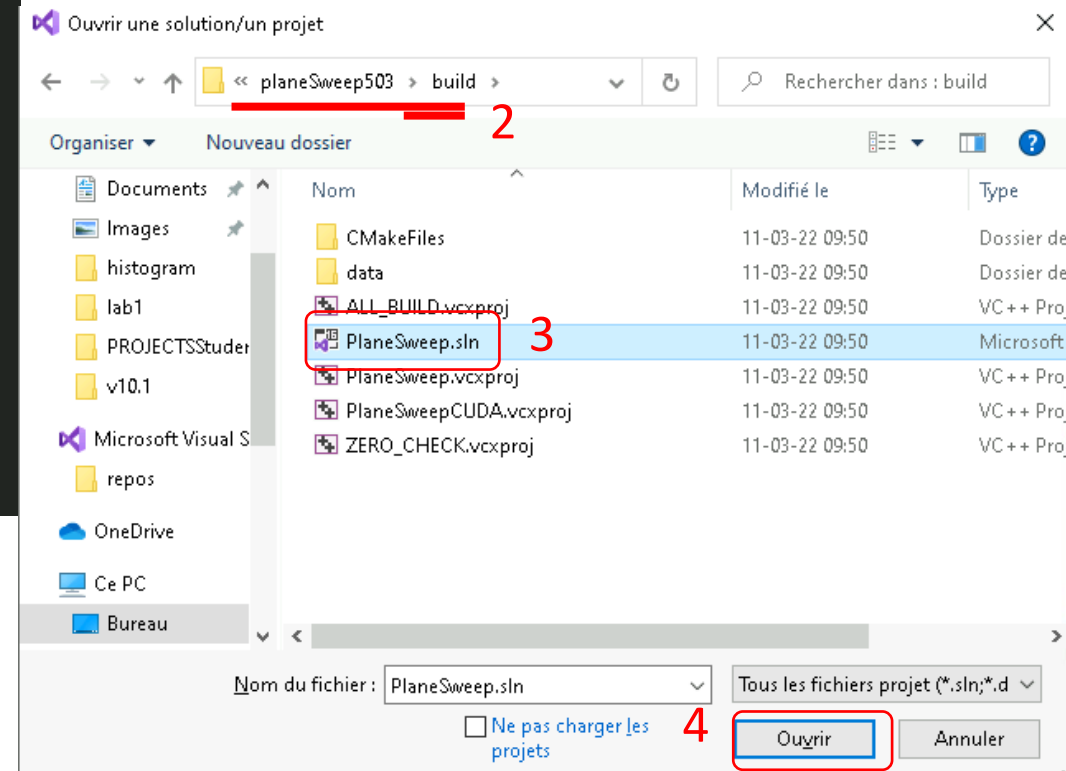 Ouvrir une solution/un projet
« planeSweep503 > build >
Rechercher dans : build
2
Organiser
Nouveau dossier
Documents
Images
histogram
lab1
PROJECTSStuder
v10.1
Microsoft Visual S
repos
OneDrive
Ce PC
Bureau
Nom Modifié le Type
CMakeFiles 11-03-22 09:50 Dossier de
data 11-03-22 09:50 Dossier de
ALL_BUILD.vcxproj 11-03-22 09:50 VC++ Proj
PlaneSweep.sln 3 11-03-22 09:50 Microsoft
PlaneSweep.vcxproj 11-03-22 09:50 VC++ Proj
PlaneSweepCUDA.vcxproj 11-03-22 09:50 VC++ Proj
ZERO_CHECK.vcxproj 11-03-22 09:50 VC++ Proj
Nom du fichier : PlaneSweep.sln
Tous les fichiers projet (*.sln;*.d
Ne pas charger les
projets
4
Ouvrir
Annuler